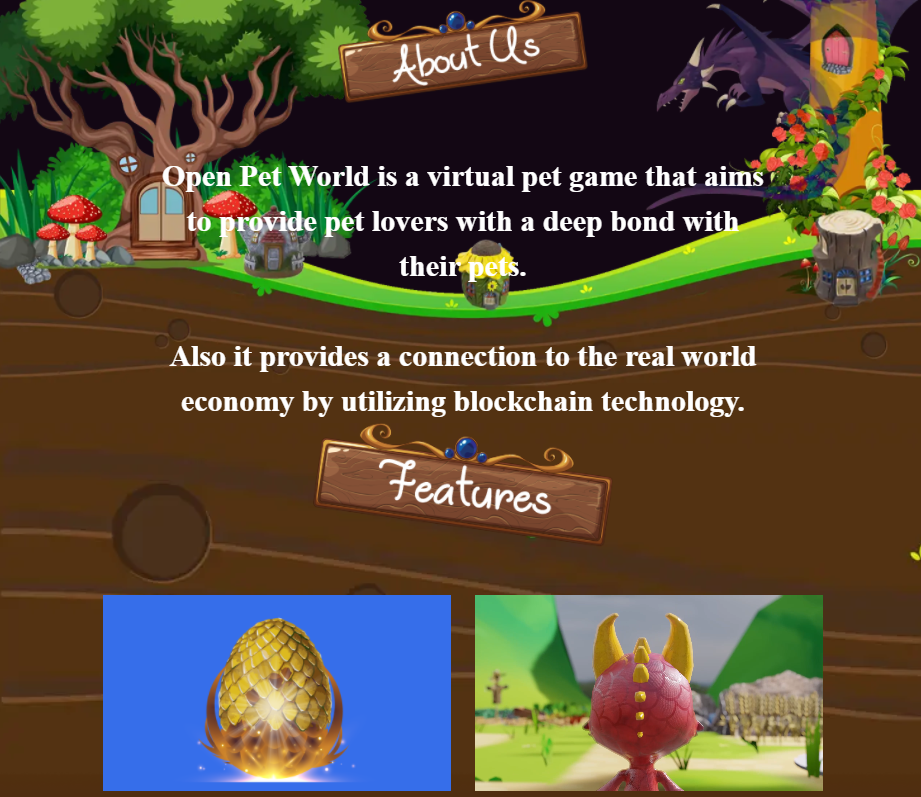 About Us
Open Pet World is a virtual pet game that aims
to provide pet lovers with a deep bond with
their pets.
Also it provides a connection to the real world
economy by utilizing blockchain technology.
Features